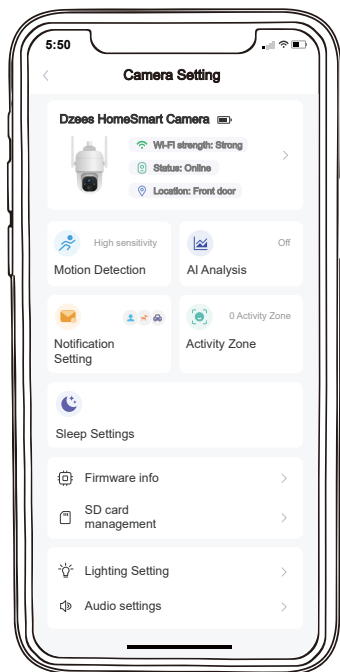 5:50
Camera Setting
Dzees HomeSmart Camera
Wi-Fi strength: Strong
Status: Online
Location: Front door
High sensitivity
Motion Detection
Off
AI Analysis
Notification
Setting
0 Activity Zone
Activity Zone
Sleep Settings
Firmware info
SD card
management
Lighting Setting
Audio settings